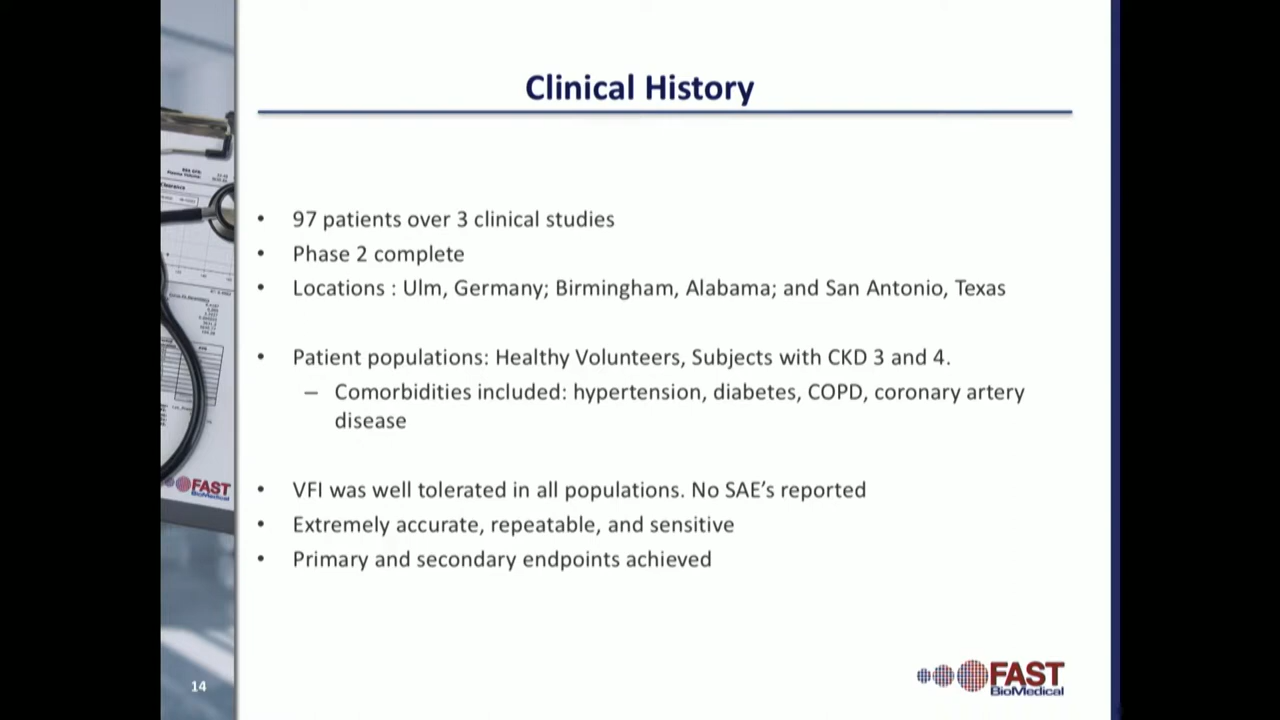 Clinical History
• 97 patients over 3 clinical studies
• Phase 2 complete
• Locations : Ulm, Germany; Birmingham, Alabama; and San Antonio, Texas
• Patient populations: Healthy Volunteers, Subjects with CKD 3 and 4.
– Comorbidities included: hypertension, diabetes, COPD, coronary artery
disease
• VFI was well tolerated in all populations. No SAE’s reported
• Extremely accurate, repeatable, and sensitive
• Primary and secondary endpoints achieved
FAST
BioMedical
14
FAST
BioMedical